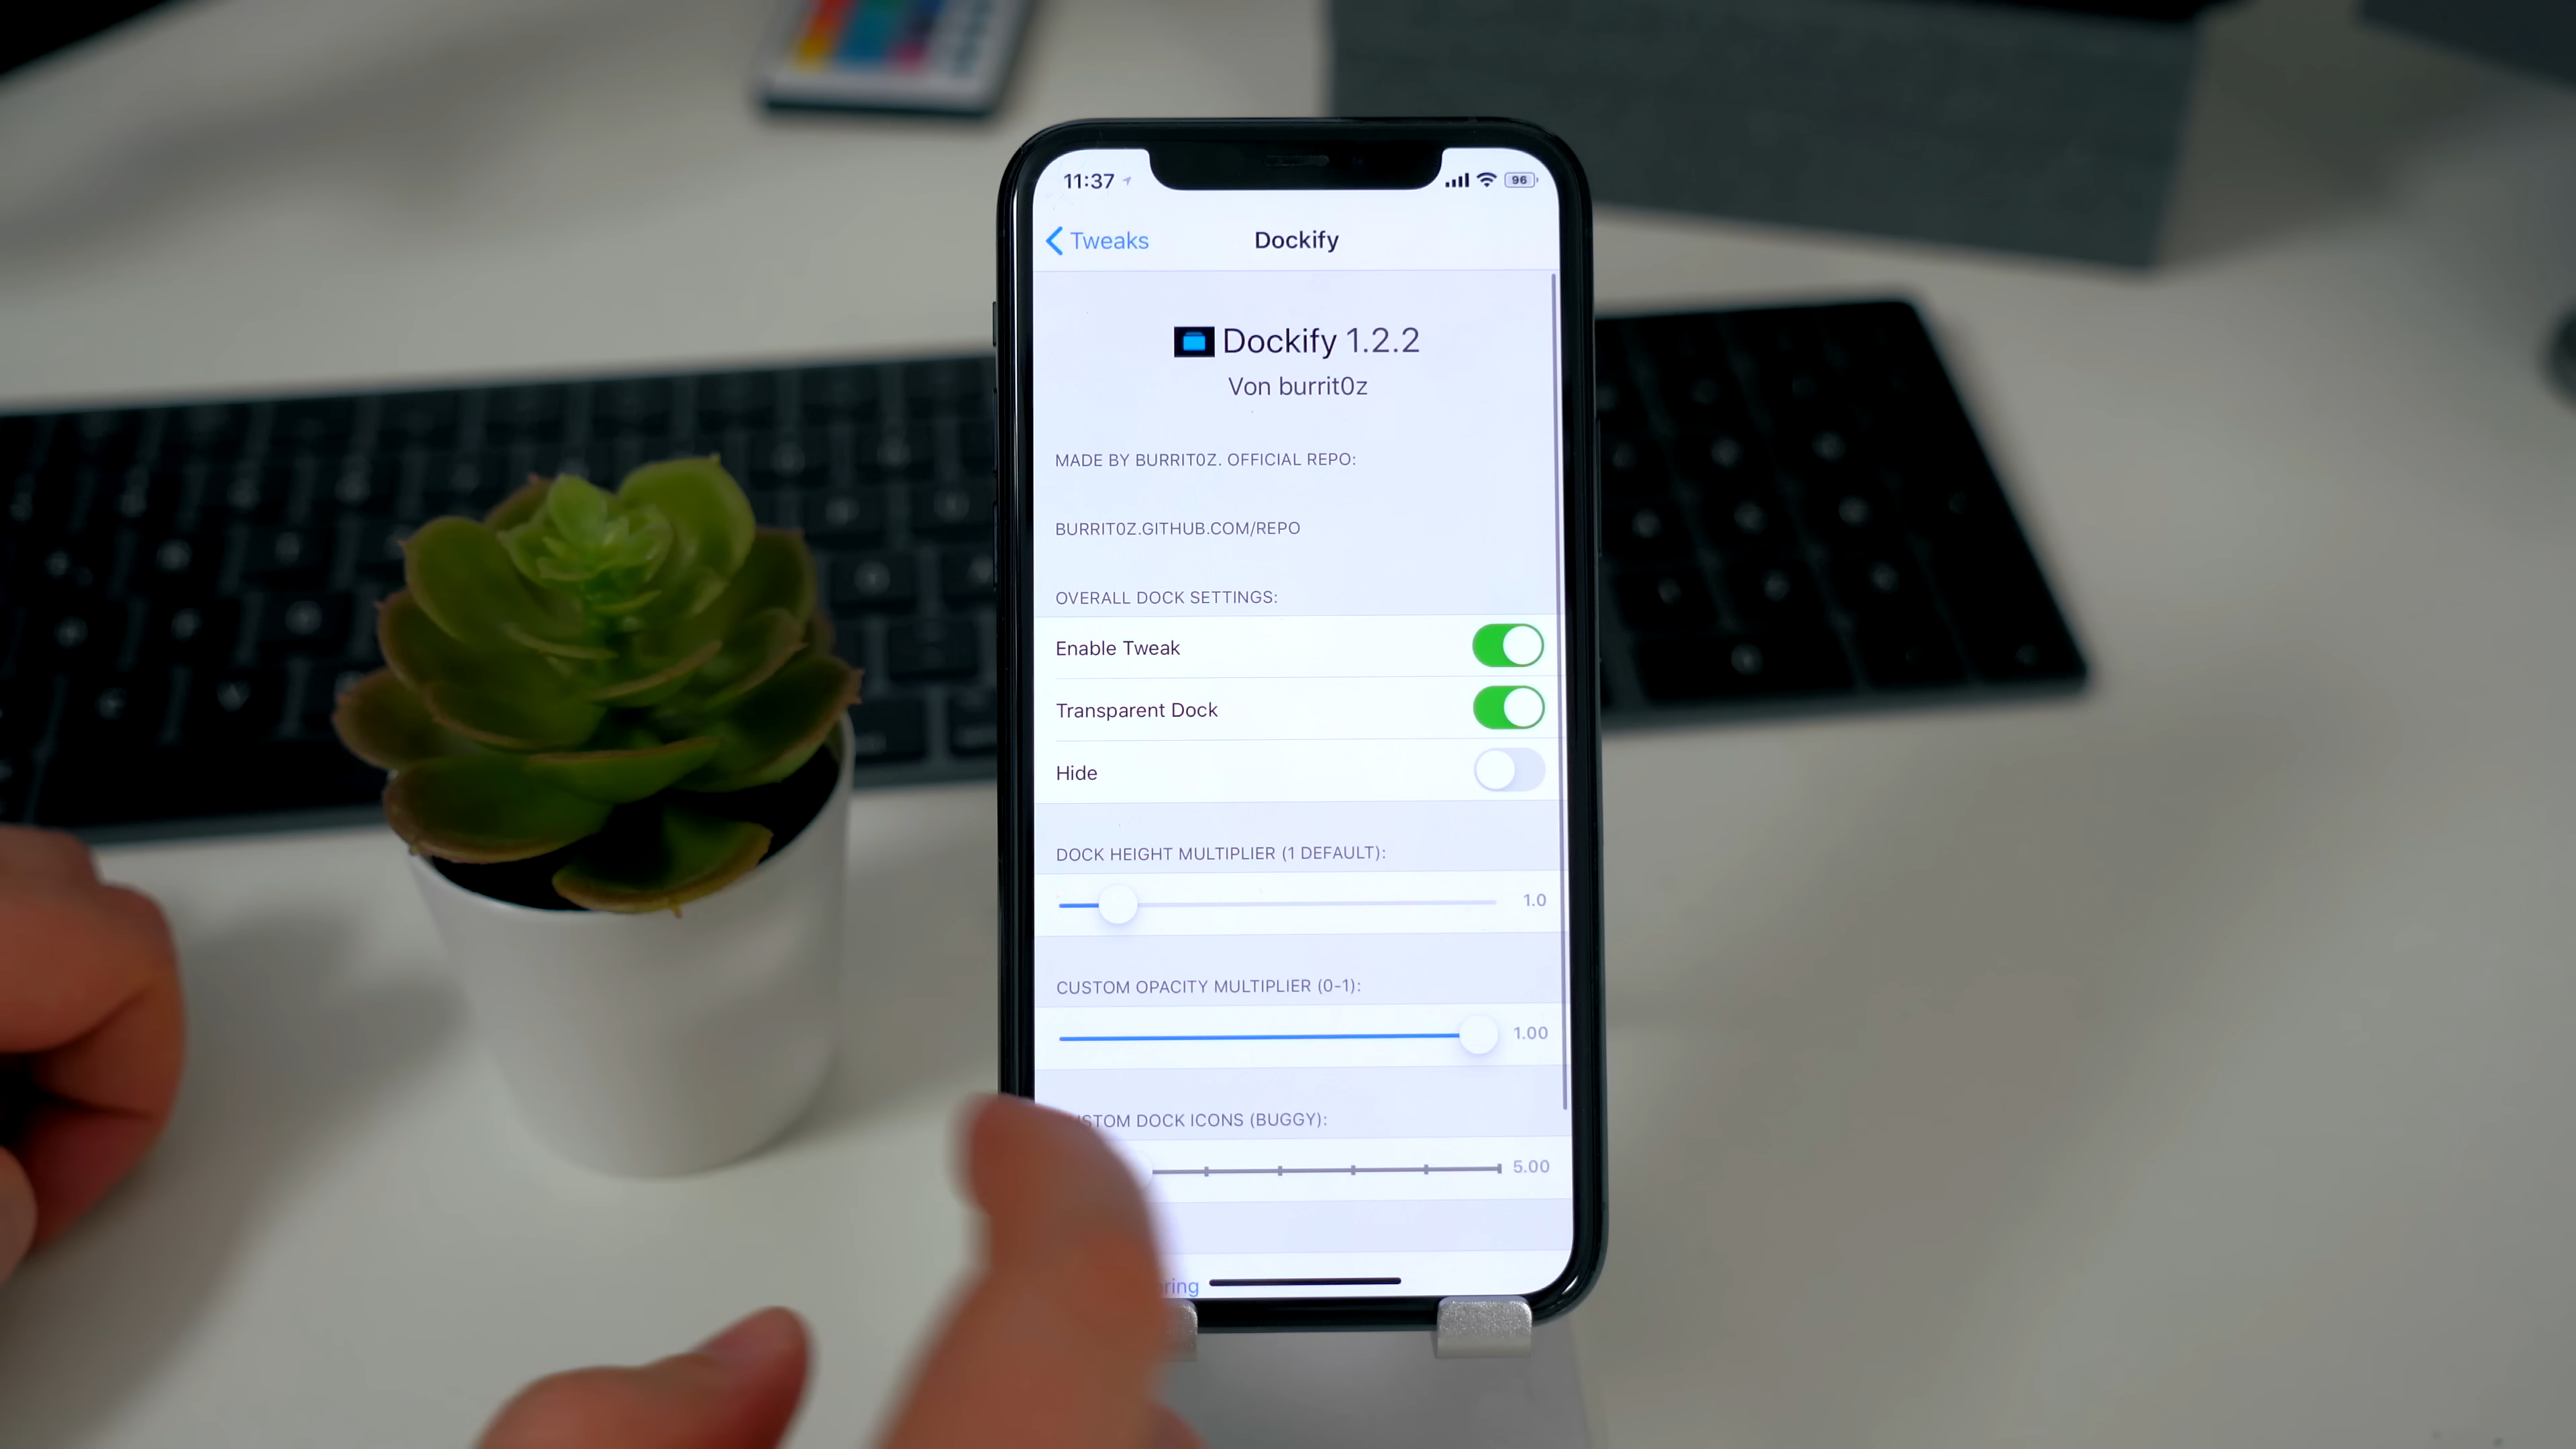 11:37
96
Tweaks
Dockify
Dockify 1.2.2
Von burrit0z
MADE BY BURRIT0Z. OFFICIAL REPO:
BURRIT0Z.GITHUB.COM/REPO
OVERALL DOCK SETTINGS:
Enable Tweak
Transparent Dock
Hide
DOCK HEIGHT MULTIPLIER (1 DEFAULT):
1.0
CUSTOM OPACITY MULTIPLIER (0-1):
1.00
STOM DOCK ICONS (BUGGY):
5.00
ring